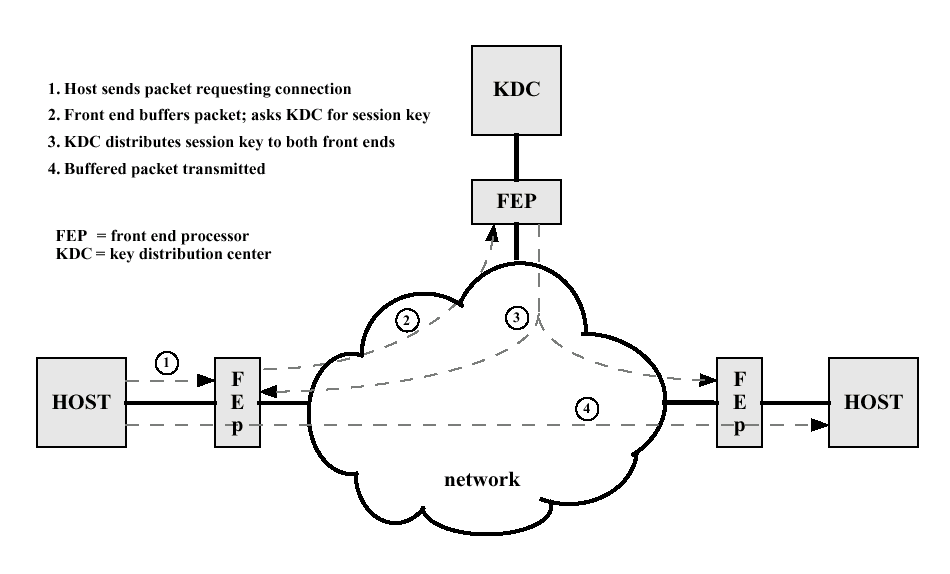 KDC
1. Host sends packet requesting connection
2. Front end buffers packet; asks KDC for session key
3. KDC distributes session key to both front ends
4. Buffered packet transmitted
FEP
FEP = front end processor
KDC = key distribution center
2
3
1
HOST
F
E
p
4
F
E
p
HOST
network